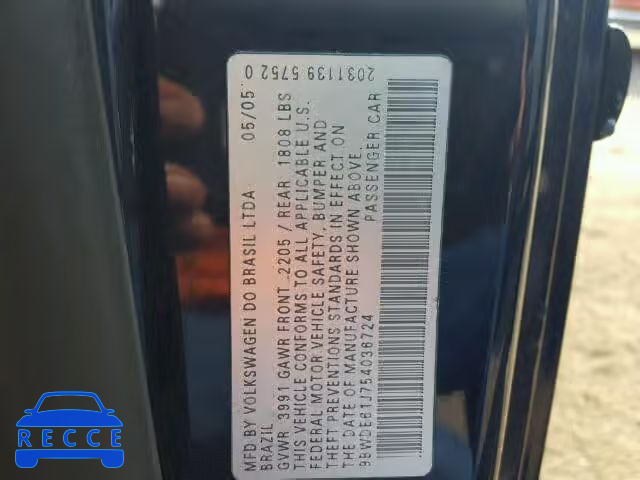 MFD BY VOLKSWAGEN DO BRASIL LTDA 05/05
BRAZIL
GVWR 3991 GAWR FRONT 2205 / REAR 1808 LBS
THIS VEHICLE CONFORMS TO ALL APPLICABLE U.S.
FEDERAL MOTOR VEHICLE SAFETY, BUMPER AND
THEFT PREVENTIONS STANDARDS IN EFFECT ON
THE DATE OF MANUFACTURE SHOWN ABOVE.
9BWDE61J754036724 PASSENGER CAR
2031139 5752 0
RECCE